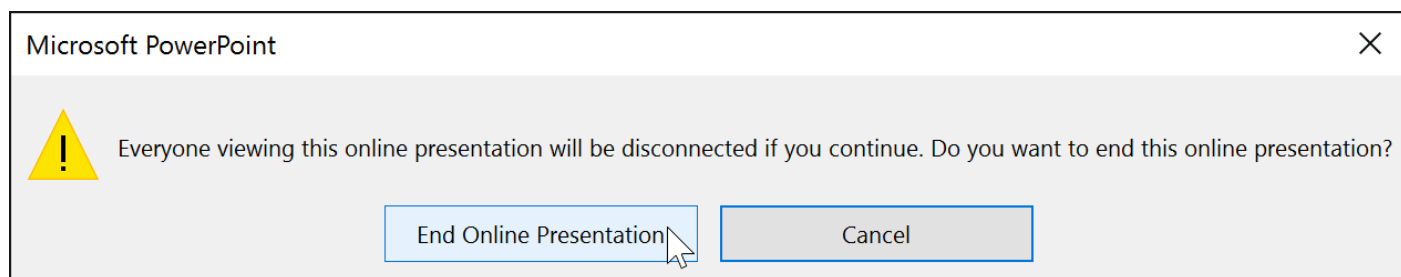 Microsoft PowerPoint
Everyone viewing this online presentation will be disconnected if you continue. Do you want to end this online presentation?
End Online Presentation
Cancel